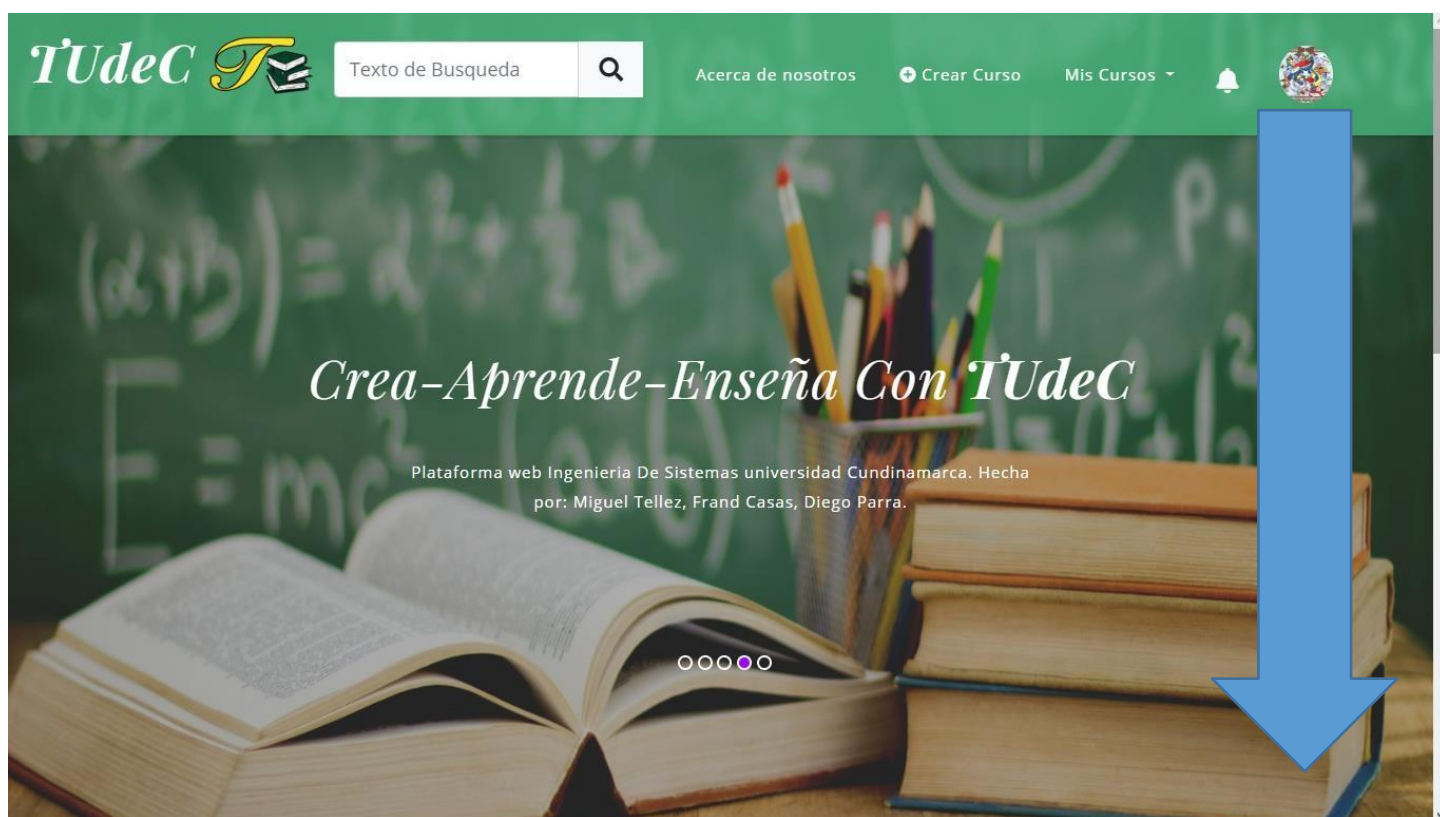 TUdeC
Texto de Busqueda
Acerca de nosotros
Crear Curso
Mis Cursos
(α+β)=
E=mc²
Crea-Aprende-Enseña Con TUdeC
Plataforma web Ingenieria De Sistemas universidad Cundinamarca. Hecha
por: Miguel Tellez, Frand Casas, Diego Parra.